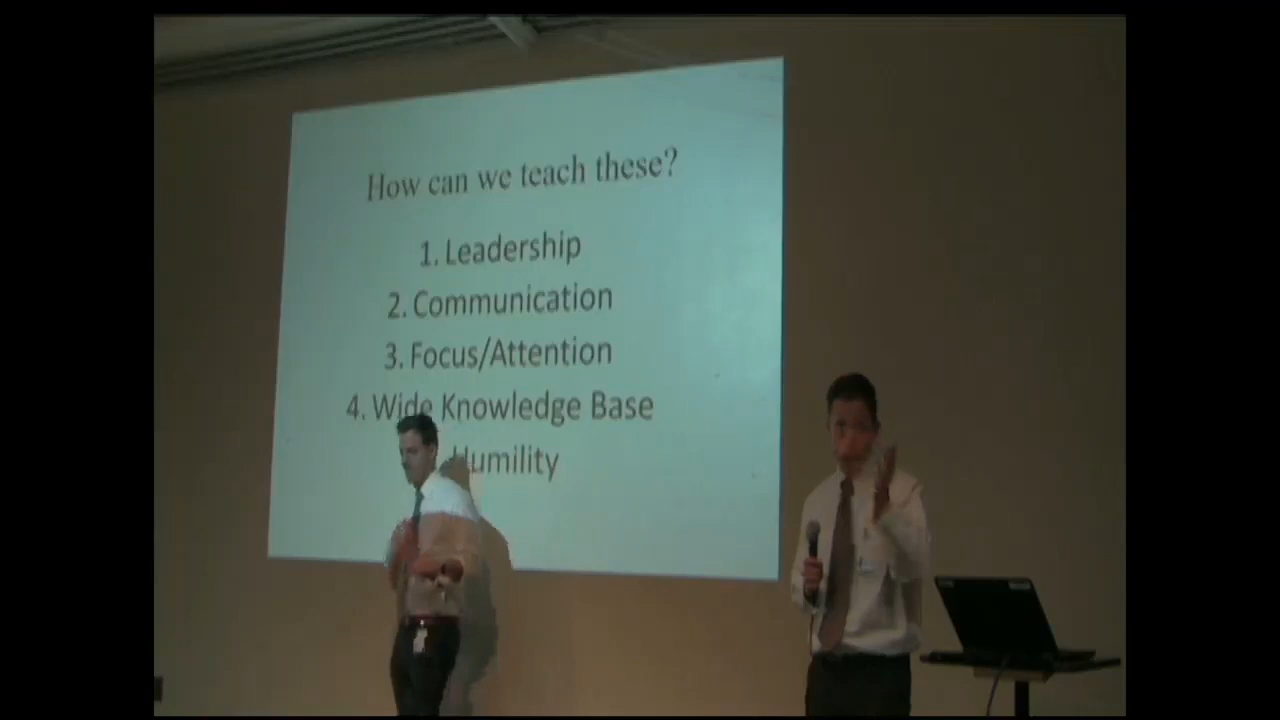 How can we teach these?
1. Leadership
2. Communication
3. Focus/Attention
4. Wide Knowledge Base
Humility